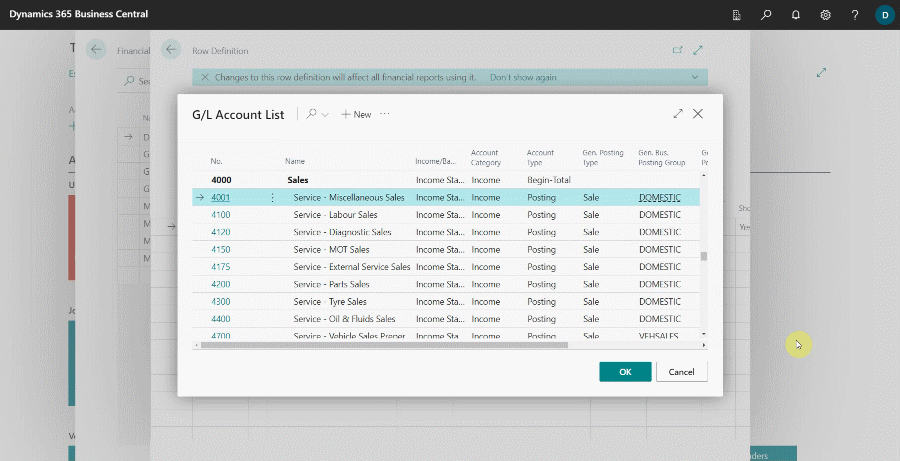 Dynamics 365 Business Central
?
D
Financial
Row Definition
Changes to this row definition will affect all financial reports using it. Don't show again
G/L Account List
New
No. Name Income/Ba... Account Category Account Type Gen. Posting Type Gen. Bus. Posting Group
4000 Sales Income Sta... Income Begin-Total
4001 Service - Miscellaneous Sales Income Sta... Income Posting Sale DOMESTIC
4100 Service - Labour Sales Income Sta... Income Posting Sale DOMESTIC
4120 Service - Diagnostic Sales Income Sta... Income Posting Sale DOMESTIC
4150 Service - MOT Sales Income Sta... Income Posting Sale DOMESTIC
4175 Service - External Service Sales Income Sta... Income Posting Sale DOMESTIC
4200 Service - Parts Sales Income Sta... Income Posting Sale DOMESTIC
4300 Service - Tyre Sales Income Sta... Income Posting Sale DOMESTIC
4400 Service - Oil & Fluids Sales Income Sta... Income Posting Sale DOMESTIC
4700 Service - Vehicle Sales Prepar Income Sta... Income Posting Sale VEHSALES
OK Cancel